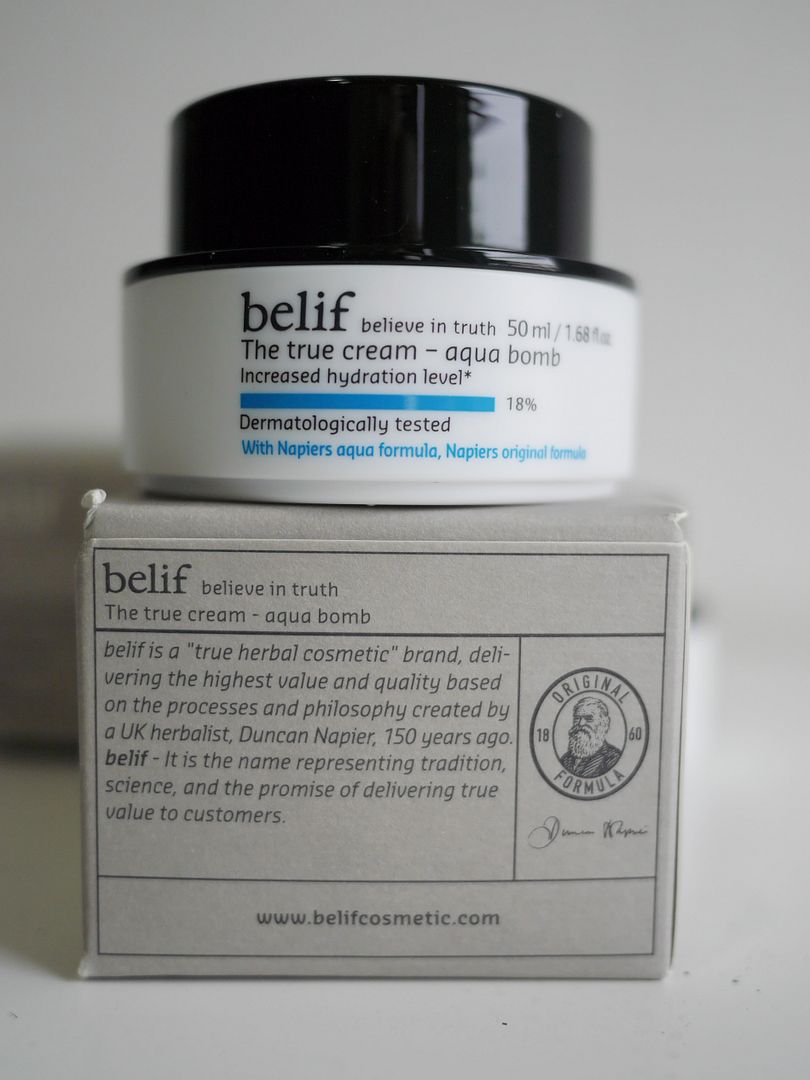 belif believe in truth 50 ml / 1.68 fl.oz
The true cream – aqua bomb
Increased hydration level*
18%
Dermatologically tested
With Napiers aqua formula, Napiers original formula
belif believe in truth
The true cream - aqua bomb
belif is a "true herbal cosmetic" brand, deli-
vering the highest value and quality based
on the processes and philosophy created by
a UK herbalist, Duncan Napier, 150 years ago.
belif - It is the name representing tradition,
science, and the promise of delivering true
value to customers.
ORIGINAL
18 60
FORMULA
Duncan Napier
www.belifcosmetic.com